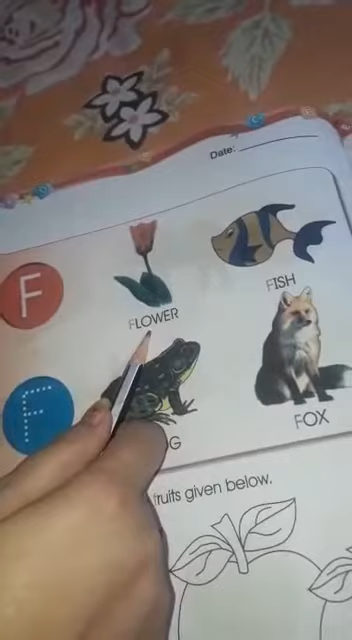 Date:
F
FLOWER
FISH
F
G
FOX
fruits given below.